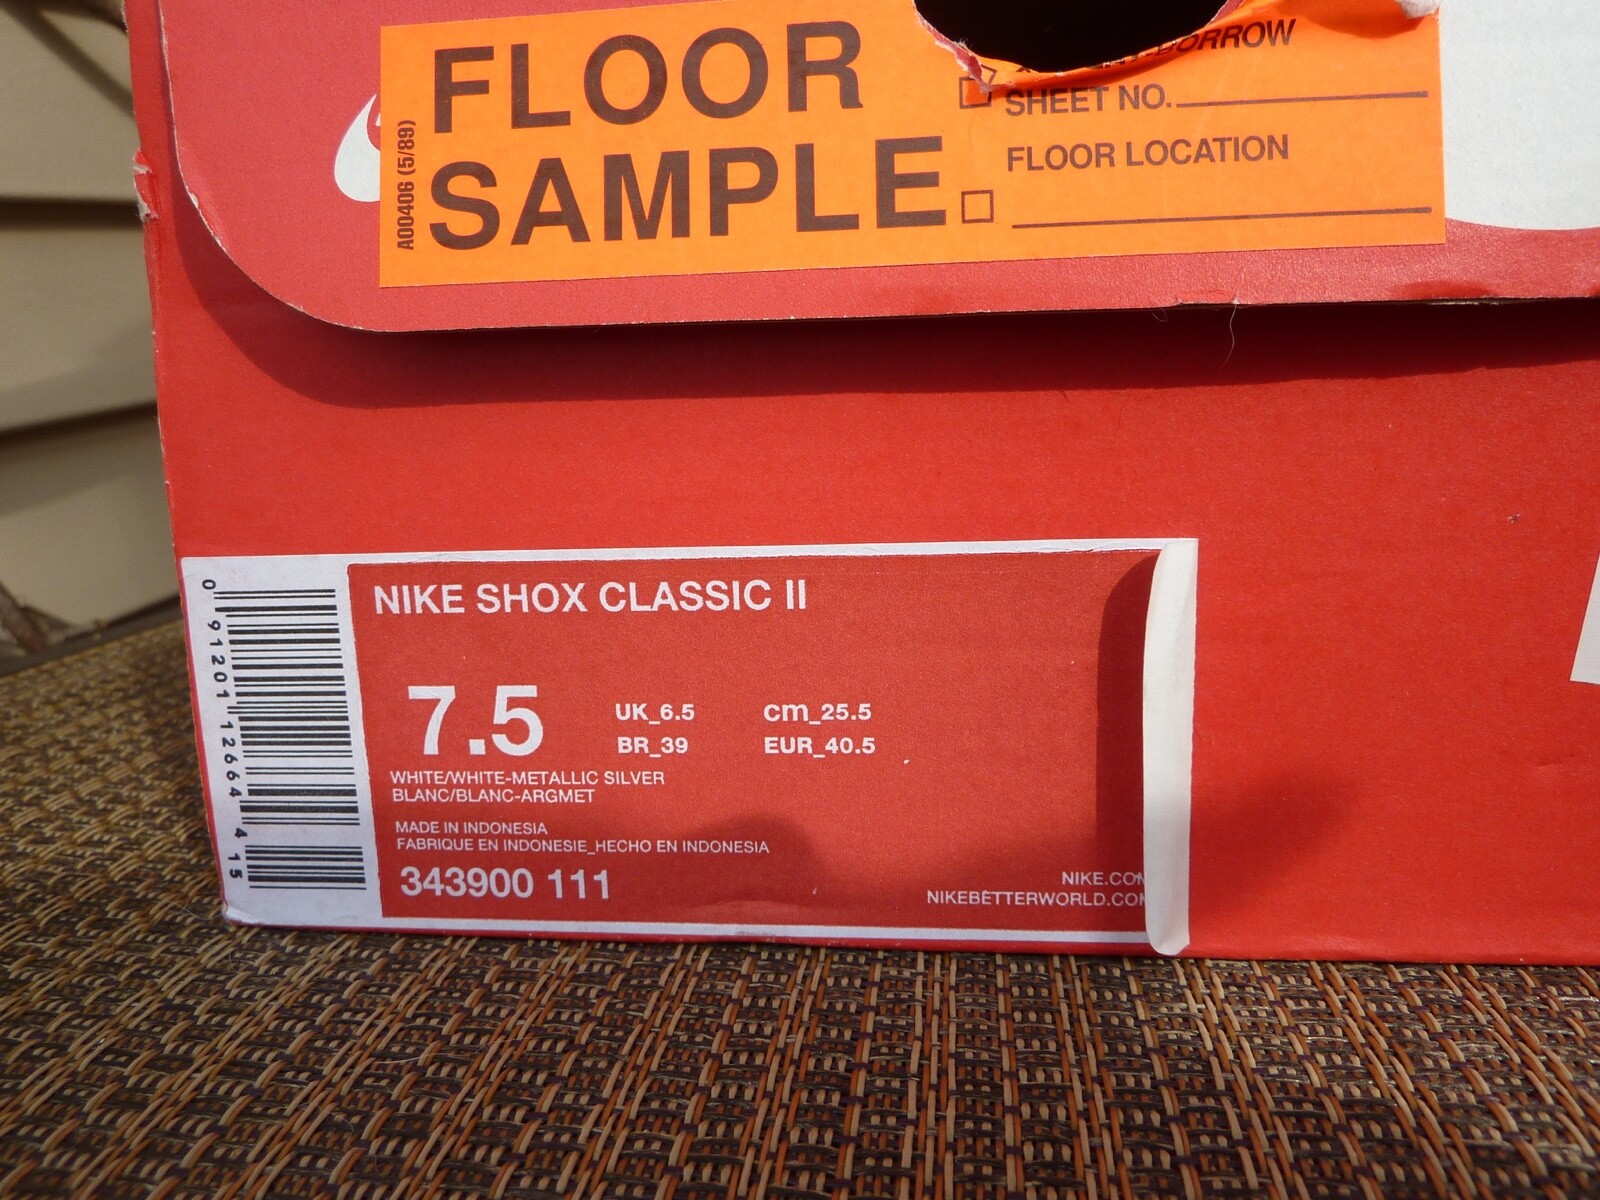 FLOOR
SAMPLE
A00406 (5/89)
BORROW
SHEET NO.
FLOOR LOCATION
NIKE SHOX CLASSIC II
7.5
UK_6.5 cm_25.5
BR_39 EUR_40.5
WHITE/WHITE-METALLIC SILVER
BLANC/BLANC-ARGMET
MADE IN INDONESIA
FABRIQUE EN INDONESIE_HECHO EN INDONESIA
343900 111
NIKE.COM
NIKEBETTERWORLD.COM
0 91201 12664 4 15